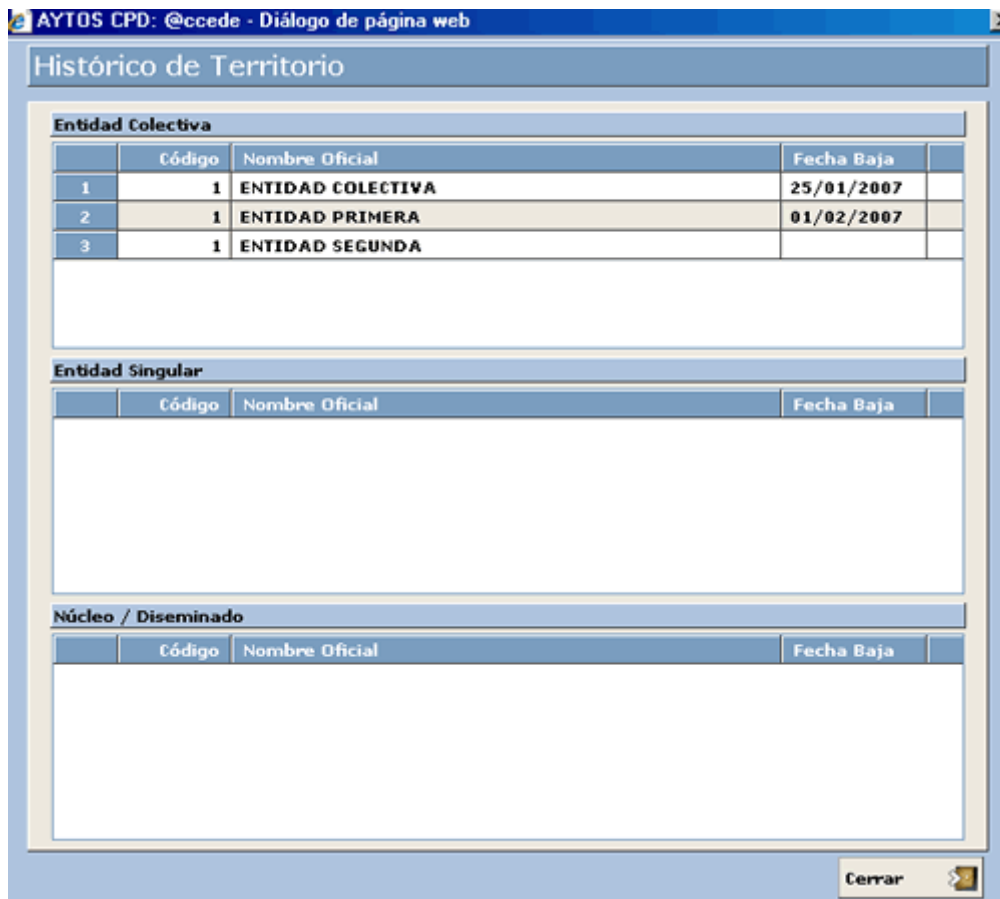 AYTOS CPD: @ccede - Diálogo de página web
Histórico de Territorio
Entidad Colectiva
Código Nombre Oficial Fecha Baja
1 1 ENTIDAD COLECTIVA 25/01/2007
2 1 ENTIDAD PRIMERA 01/02/2007
3 1 ENTIDAD SEGUNDA
Entidad Singular
Código Nombre Oficial Fecha Baja
Núcleo / Diseminado
Código Nombre Oficial Fecha Baja
Cerrar